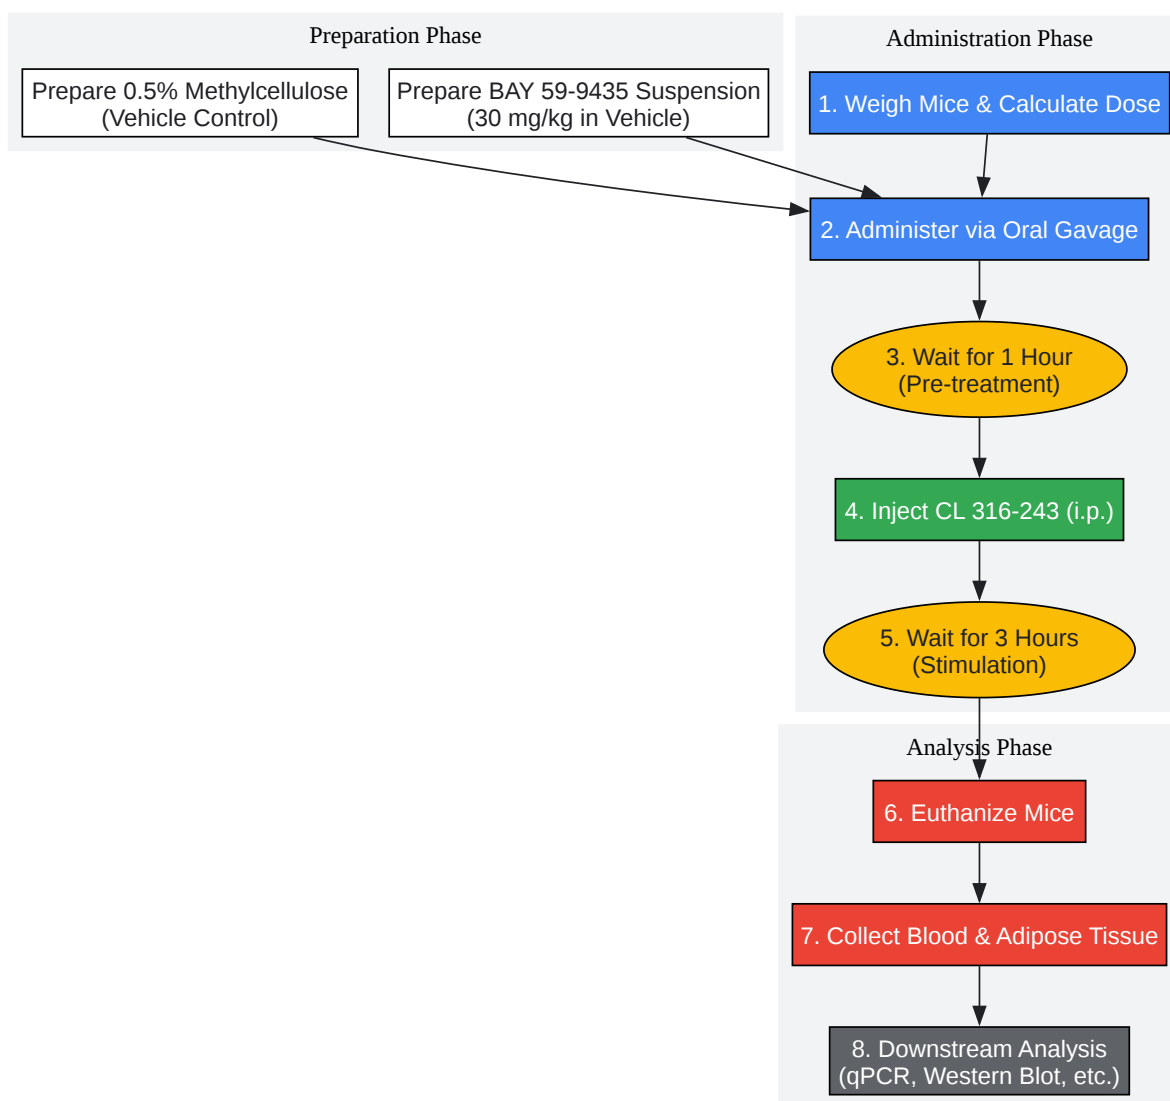 Preparation Phase
Prepare 0.5% Methylcellulose
(Vehicle Control)
Prepare BAY 59-9435 Suspension
(30 mg/kg in Vehicle)
Administration Phase
1. Weigh Mice & Calculate Dose
2. Administer via Oral Gavage
3. Wait for 1 Hour
(Pre-treatment)
4. Inject CL 316-243 (i.p.)
5. Wait for 3 Hours
(Stimulation)
Analysis Phase
6. Euthanize Mice
7. Collect Blood & Adipose Tissue
8. Downstream Analysis
(qPCR, Western Blot, etc.)